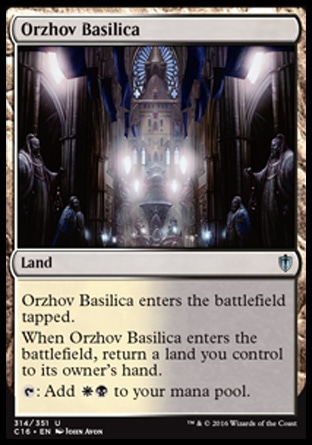 Orzhov Basilica
Land
Orzhov Basilica enters the battlefield
tapped.
When Orzhov Basilica enters the
battlefield, return a land you control
to its owner's hand.
: Add to your mana pool.
314/351 U
C16 • EN John Avon
™ & © 2016 Wizards of the Coast